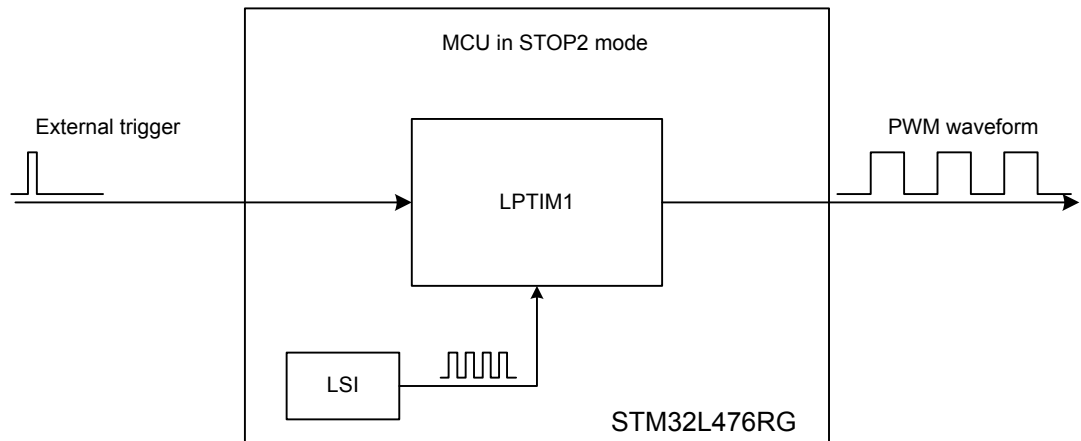 MCU in STOP2 mode
External trigger
PWM waveform
LPTIM1
LSI
STM32L476RG